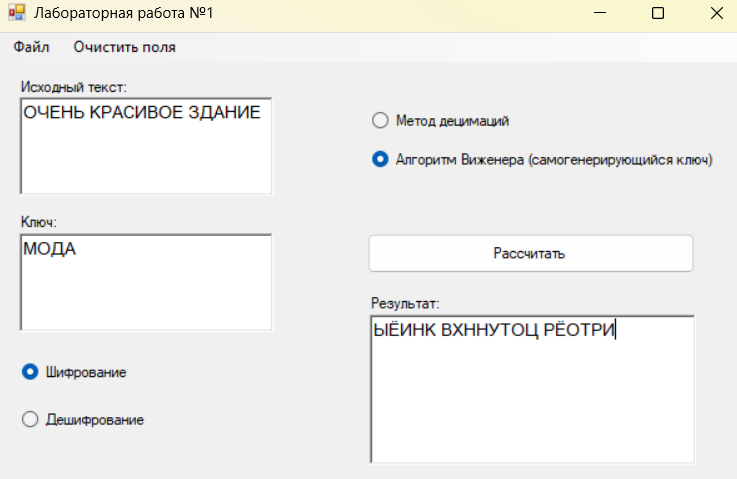 Лабораторная работа №1
Файл Очистить поля
Исходный текст:
ОЧЕНЬ КРАСИВОЕ ЗДАНИЕ
Метод децимаций
Алгоритм Виженера (самогенерирующийся ключ)
Ключ:
МОДА
Рассчитать
Результат:
ЫЁИНК ВХННУТОЦ РЁОТРИ
Шифрование
Дешифрование